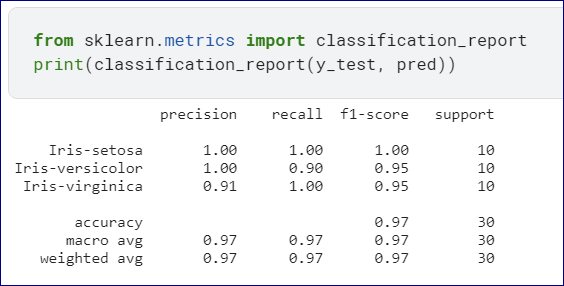 from sklearn.metrics import classification_report
print(classification_report(y_test, pred))
precision recall f1-score support
Iris-setosa 1.00 1.00 1.00 10
Iris-versicolor 1.00 0.90 0.95 10
Iris-virginica 0.91 1.00 0.95 10
accuracy 0.97 30
macro avg 0.97 0.97 0.97 30
weighted avg 0.97 0.97 0.97 30